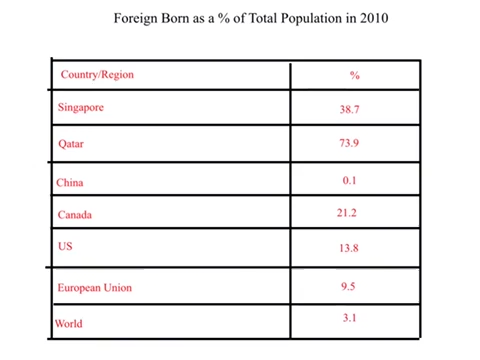 Foreign Born as a % of Total Population in 2010
Country/Region %
Singapore 38.7
Qatar 73.9
China 0.1
Canada 21.2
US 13.8
European Union 9.5
World 3.1